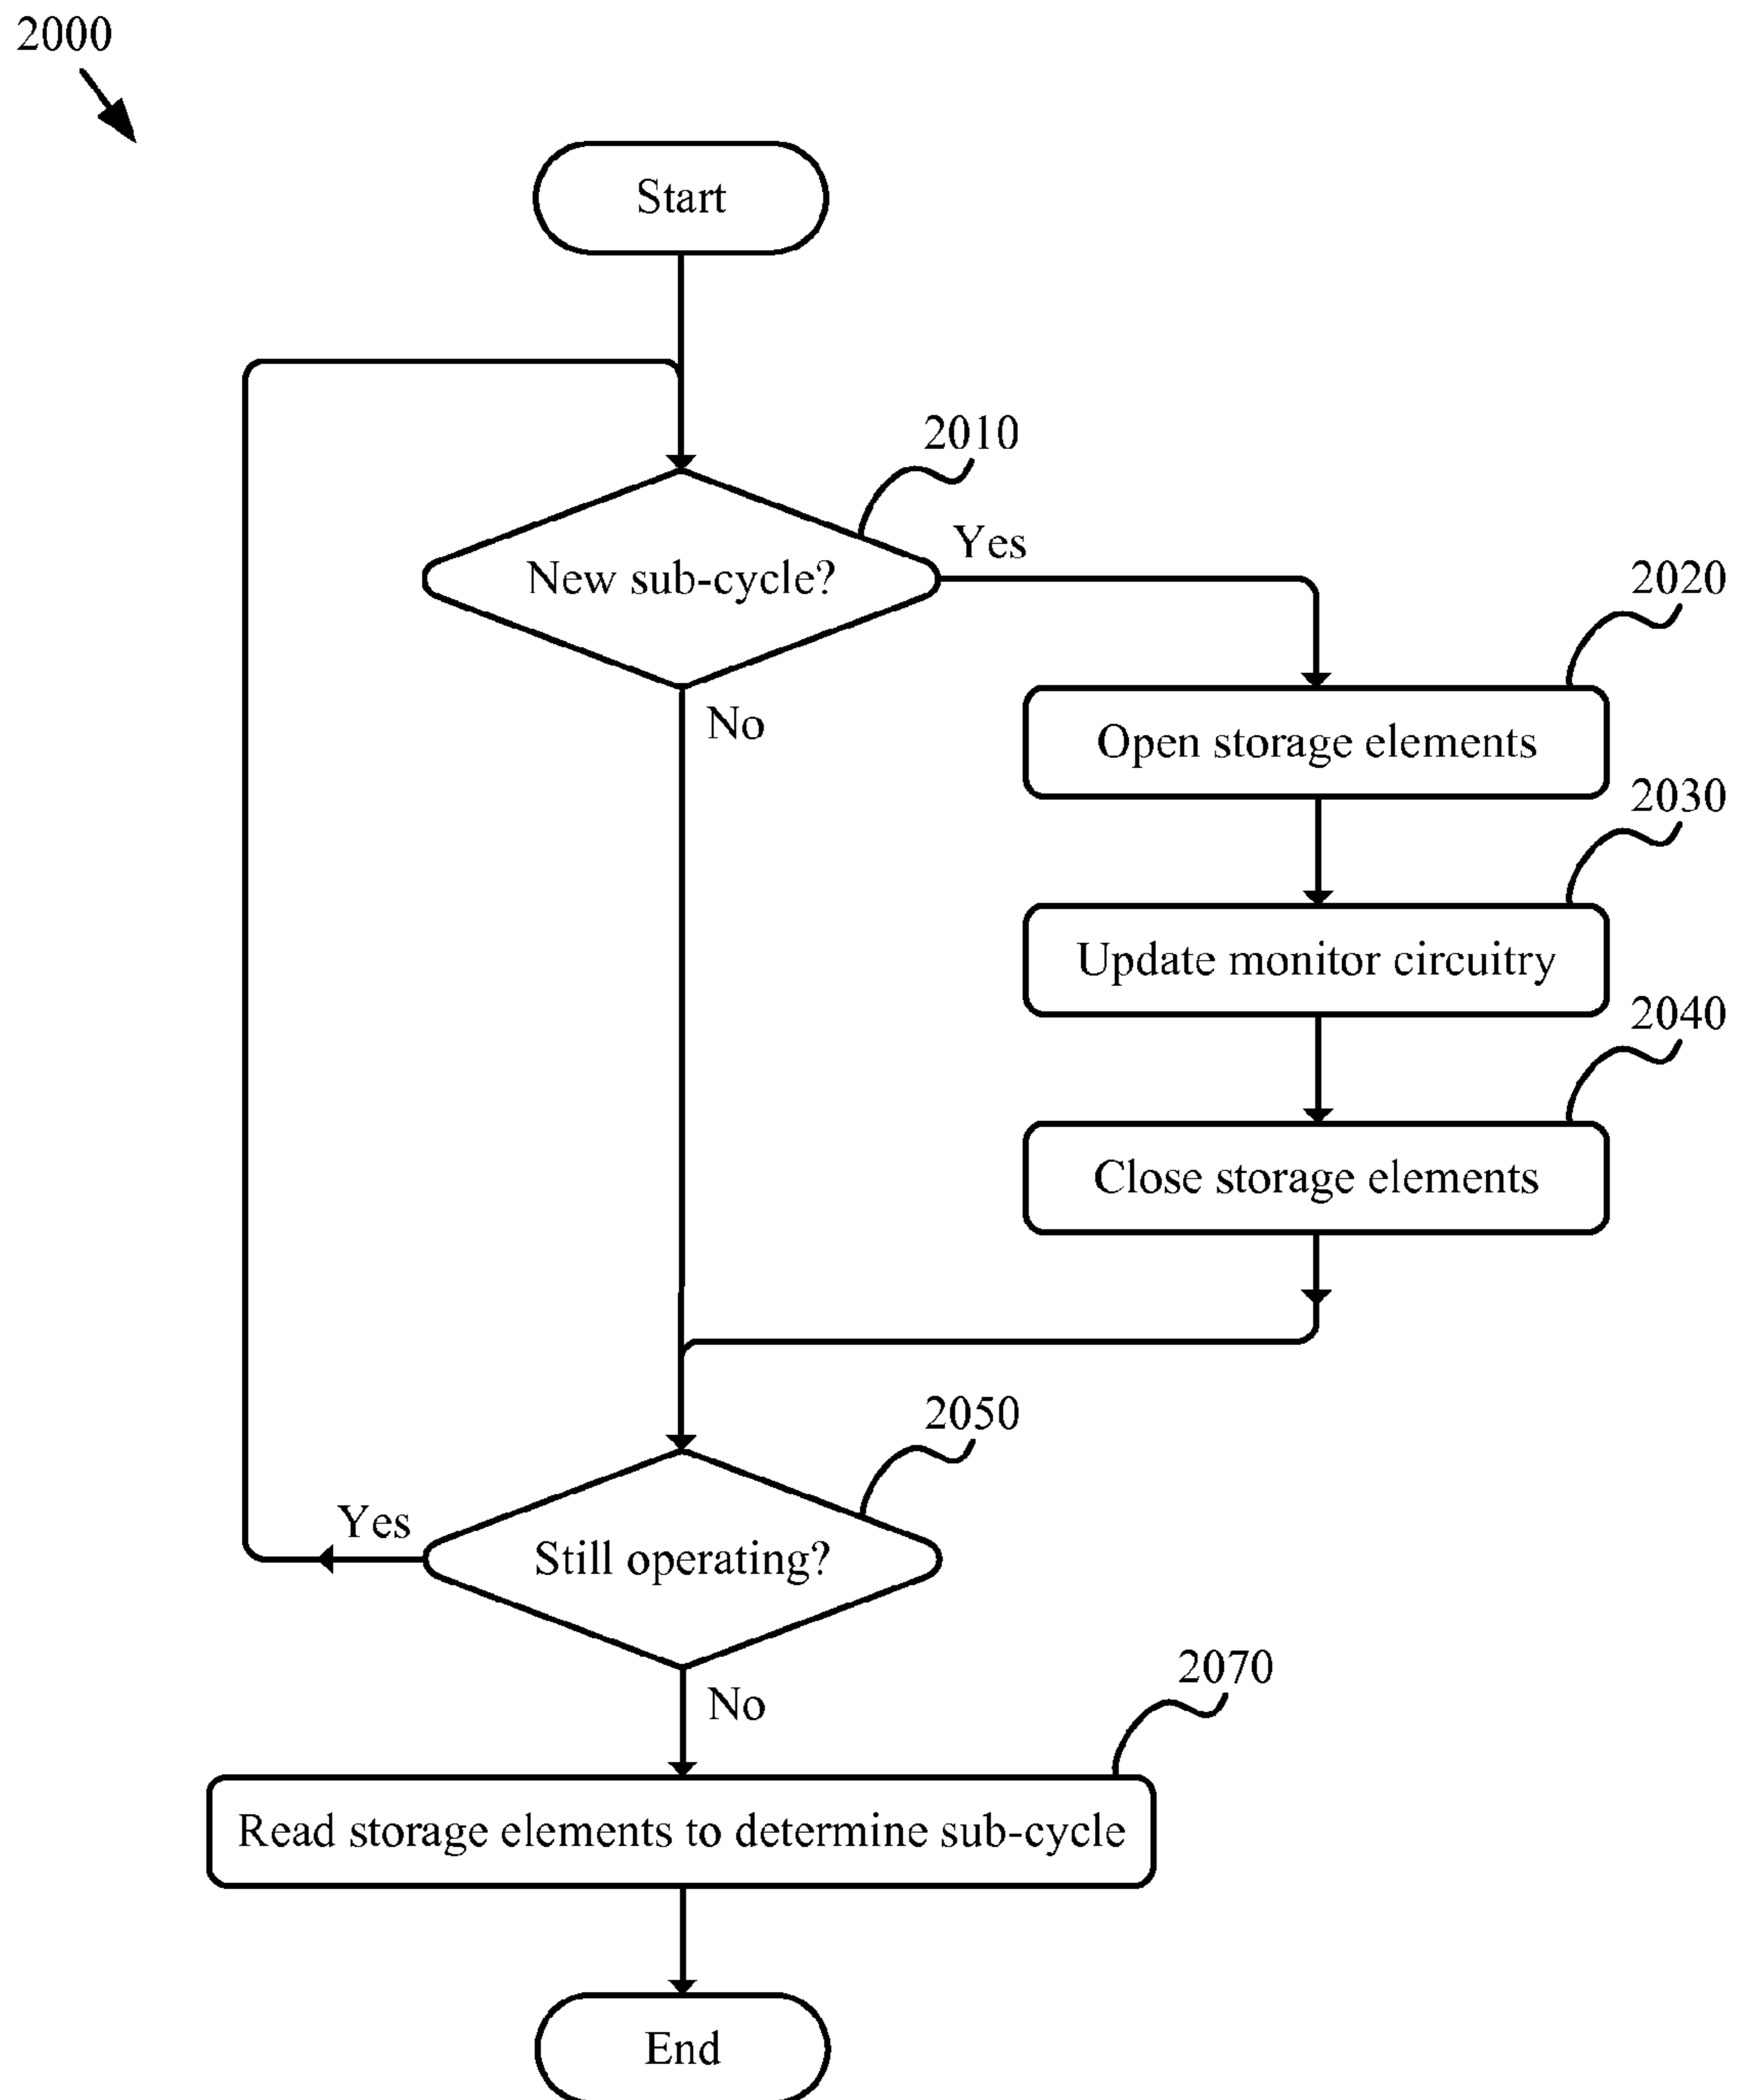 2000
Start
2010
New sub-cycle?
Yes
2020
No
Open storage elements
2030
Update monitor circuitry
2040
Close storage elements
2050
Yes
Still operating?
2070
No
Read storage elements to determine sub-cycle
End